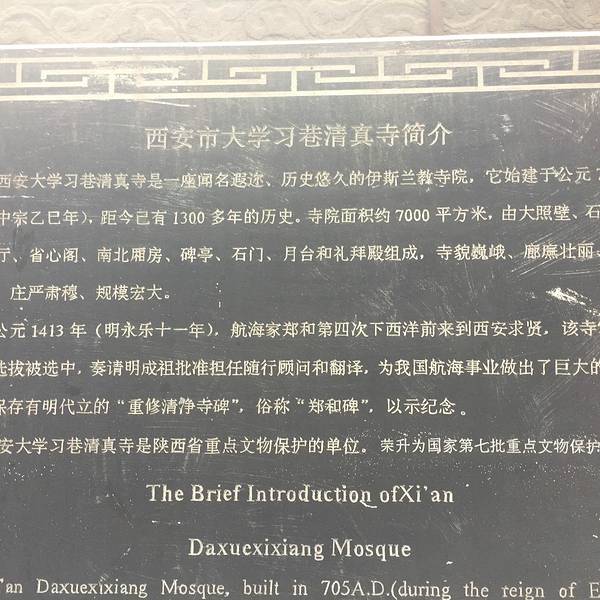 西安市大学习巷清真寺简介
西安大学习巷清真寺是一座闻名遐迩、历史悠久的伊斯兰教寺院，它始建于公元7
中宗乙巳年），距今已有1300多年的历史。寺院面积约7000平方米，由大照壁、石
厅、省心阁、南北厢房、碑亭、石门、月台和礼拜殿组成，寺貌巍峨、廊庑壮丽、
庄严肃穆、规模宏大。
公元1413年（明永乐十一年），航海家郑和第四次下西洋前来到西安求贤，该寺
选拔被选中，奏请明成祖批准担任随行顾问和翻译，为我国航海事业做出了巨大的
保存有明代立的“重修清净寺碑”，俗称“郑和碑”，以示纪念。
安大学习巷清真寺是陕西省重点文物保护的单位。荣升为国家第七批重点文物保护
The Brief Introduction ofXi'an
Daxuexixiang Mosque
'an Daxuexixiang Mosque, built in 705A.D.(during the reign of E